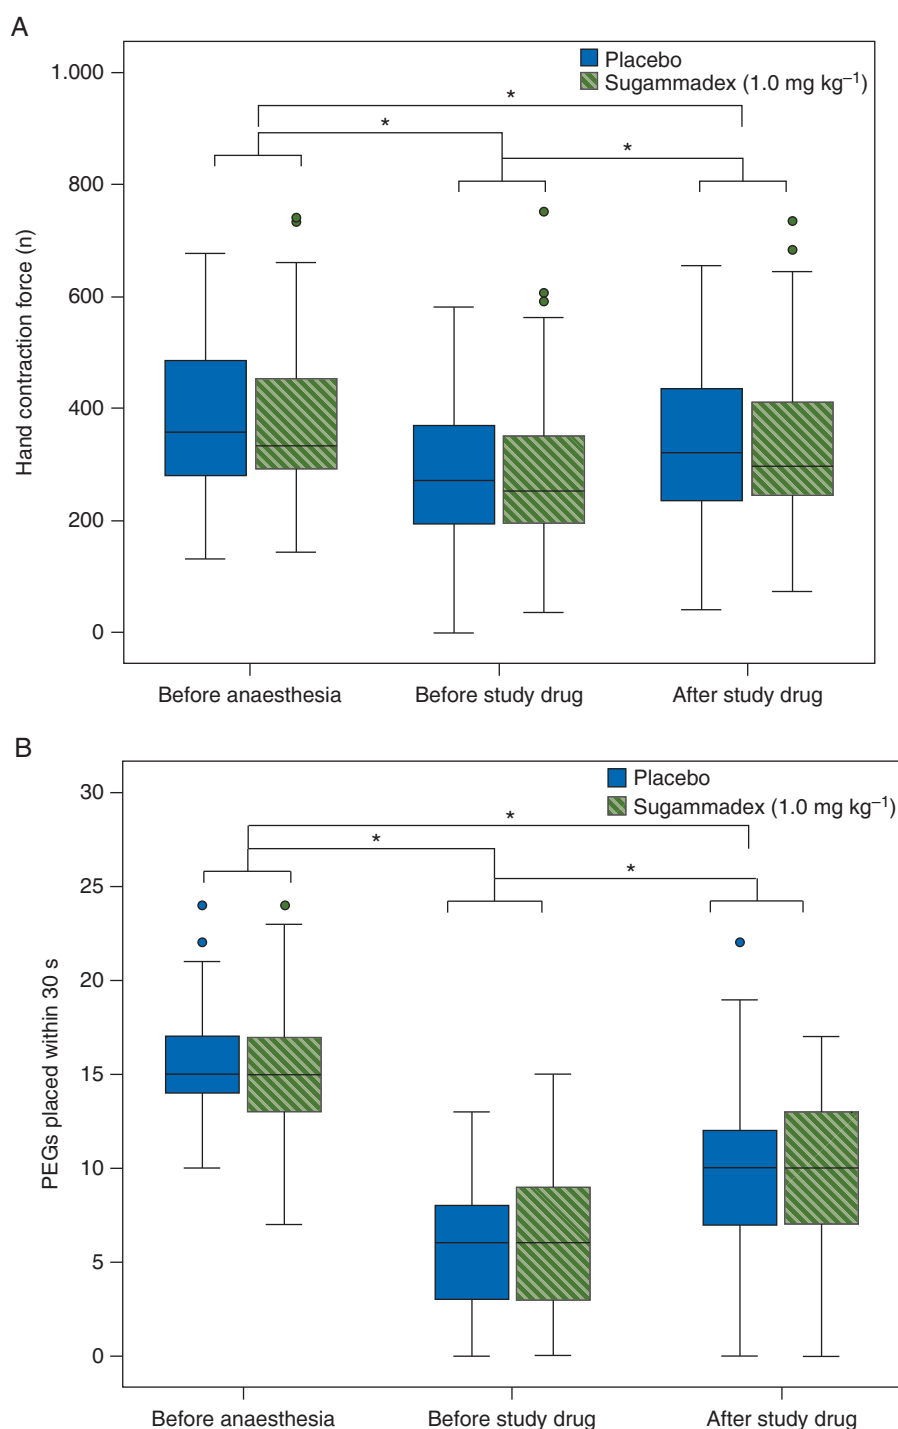 A
1.000
800
600
400
200
0
Hand contraction force (n)
Placebo
Sugammadex (1.0 mg kg⁻¹)
*
*
*
Before anaesthesia
Before study drug
After study drug
B
30
25
20
15
10
5
0
PEGs placed within 30 s
Placebo
Sugammadex (1.0 mg kg⁻¹)
*
*
*
Before anaesthesia
Before study drug
After study drug